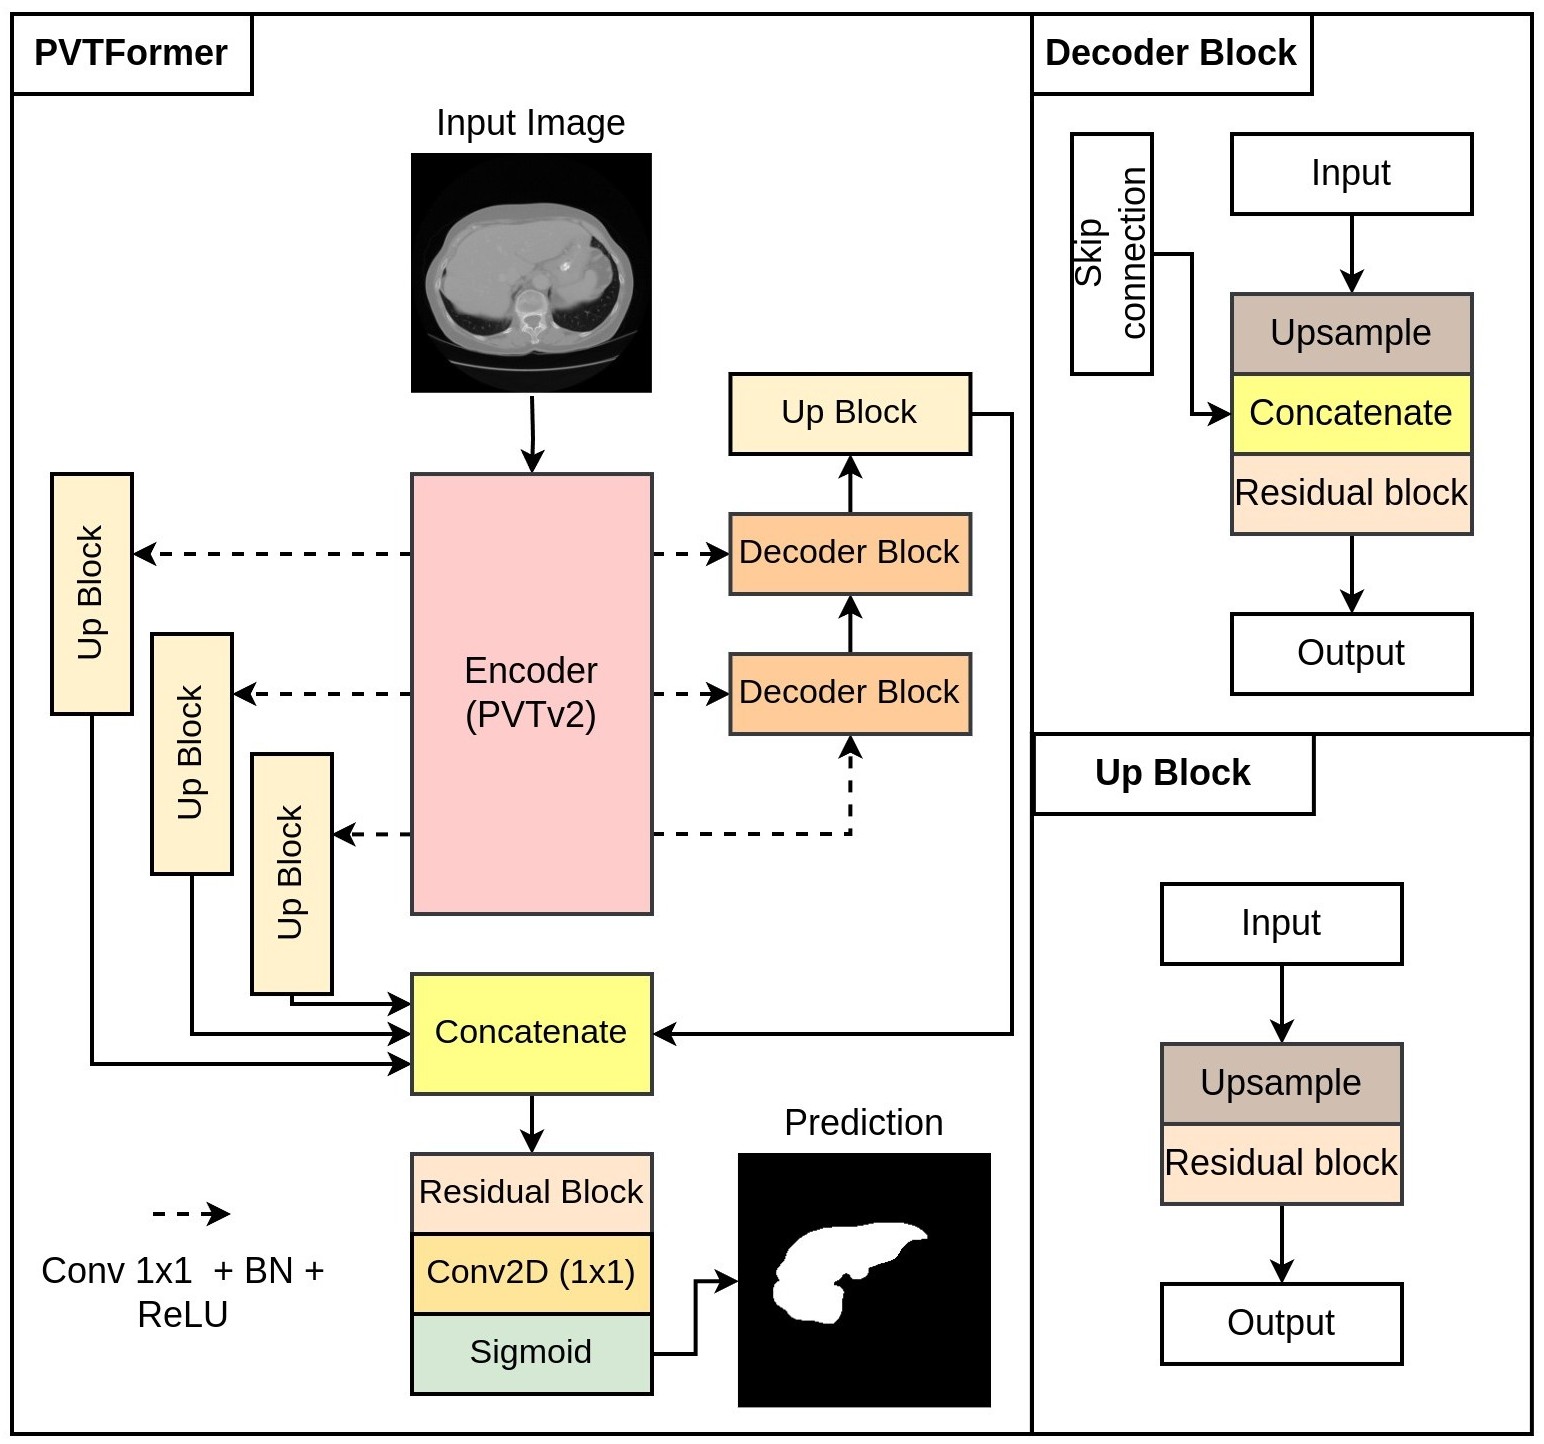 PVTFormer
Input Image
Up Block
Up Block
Up Block
Encoder
(PVTv2)
Up Block
Decoder Block
Decoder Block
Concatenate
Residual Block
Conv2D (1x1)
Sigmoid
Prediction
Conv 1x1 + BN +
ReLU
Decoder Block
Skip
connection
Input
Upsample
Concatenate
Residual block
Output
Up Block
Input
Upsample
Residual block
Output